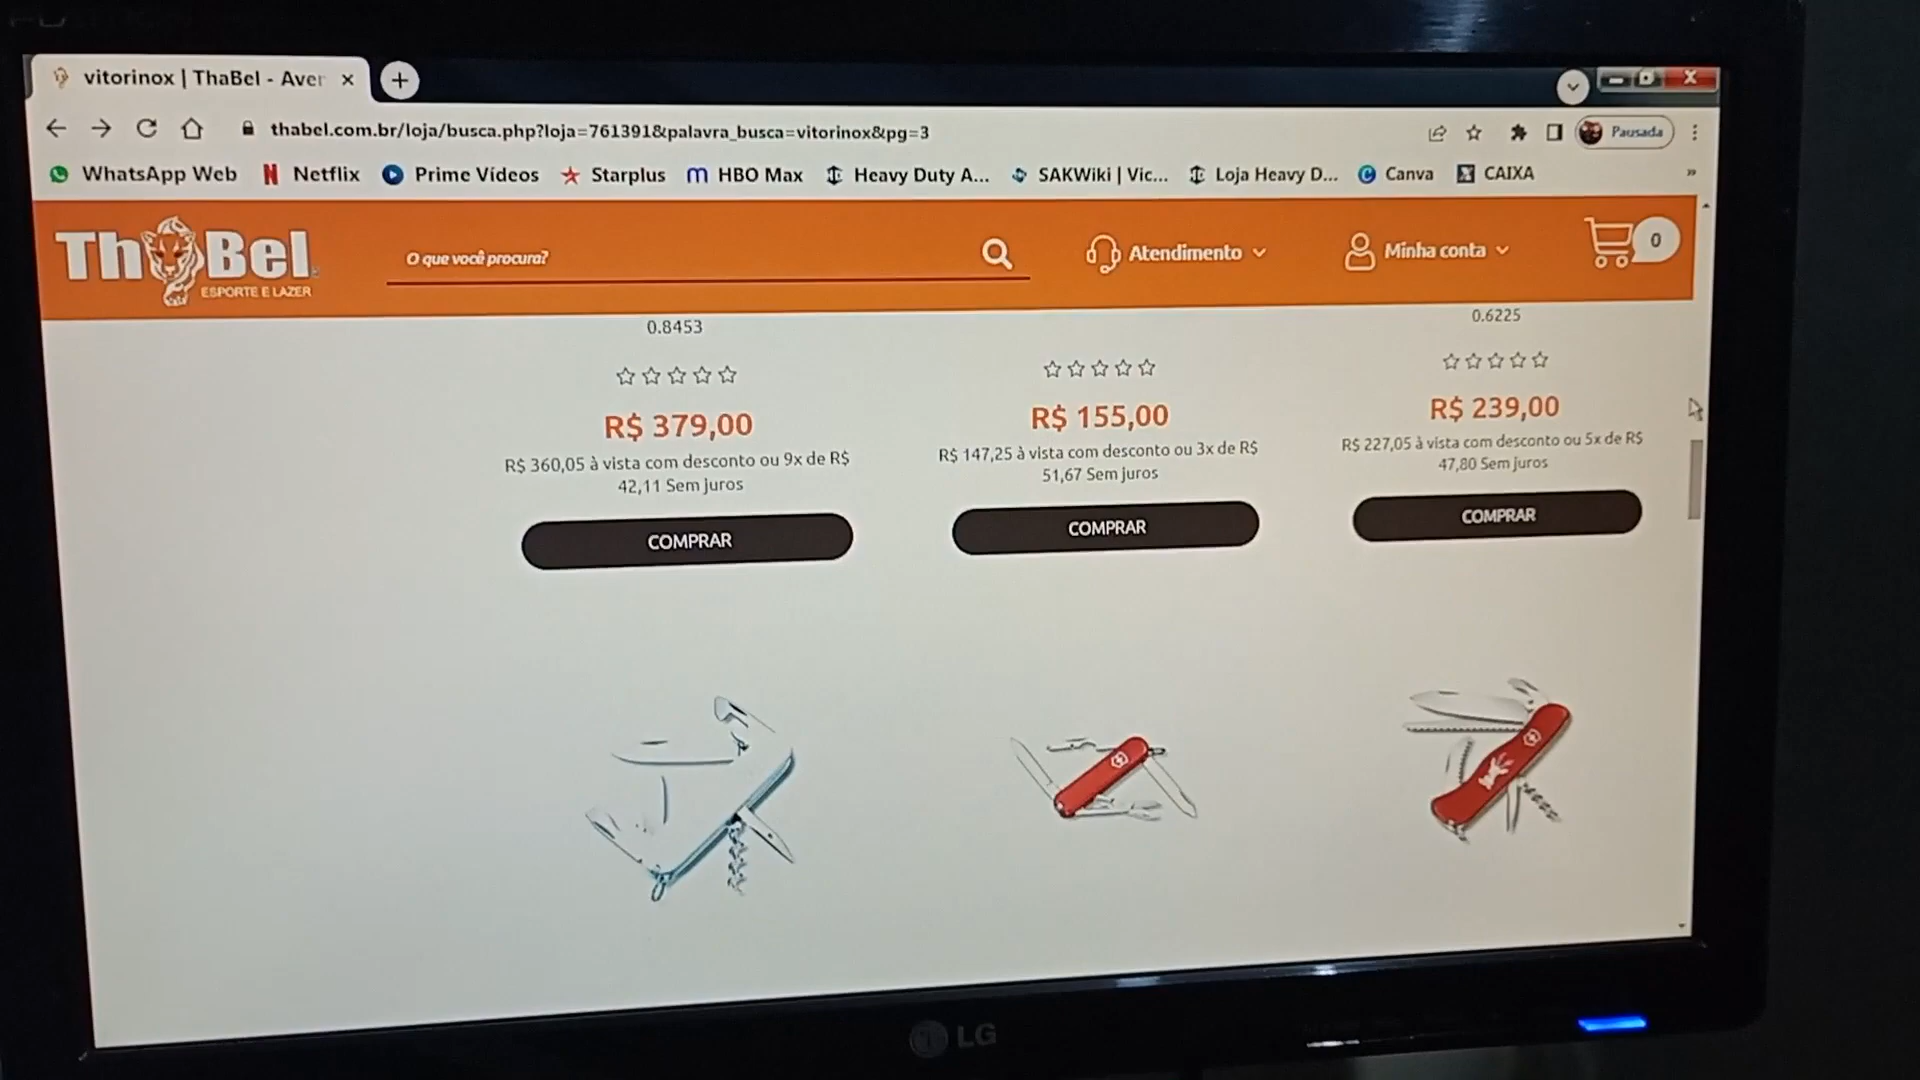 vitorinox | ThaBel - Aver
thabel.com.br/loja/busca.php?loja=761391&palavra_busca=vitorinox&pg=3
Pausada
WhatsApp Web Netflix Prime Vídeos Starplus HBO Max Heavy Duty A... SAKWiki | Vic... Loja Heavy D... Canva CAIXA »
ThaBel
ESPORTE E LAZER
O que você procura?
Atendimento
Minha conta
0
0.8453
0.6225
R$ 379,00
R$ 360,05 à vista com desconto ou 9x de R$
42,11 Sem juros
COMPRAR
R$ 155,00
R$ 147,25 à vista com desconto ou 3x de R$
51,67 Sem juros
COMPRAR
R$ 239,00
R$ 227,05 à vista com desconto ou 5x de R$
47,80 Sem juros
COMPRAR
LG